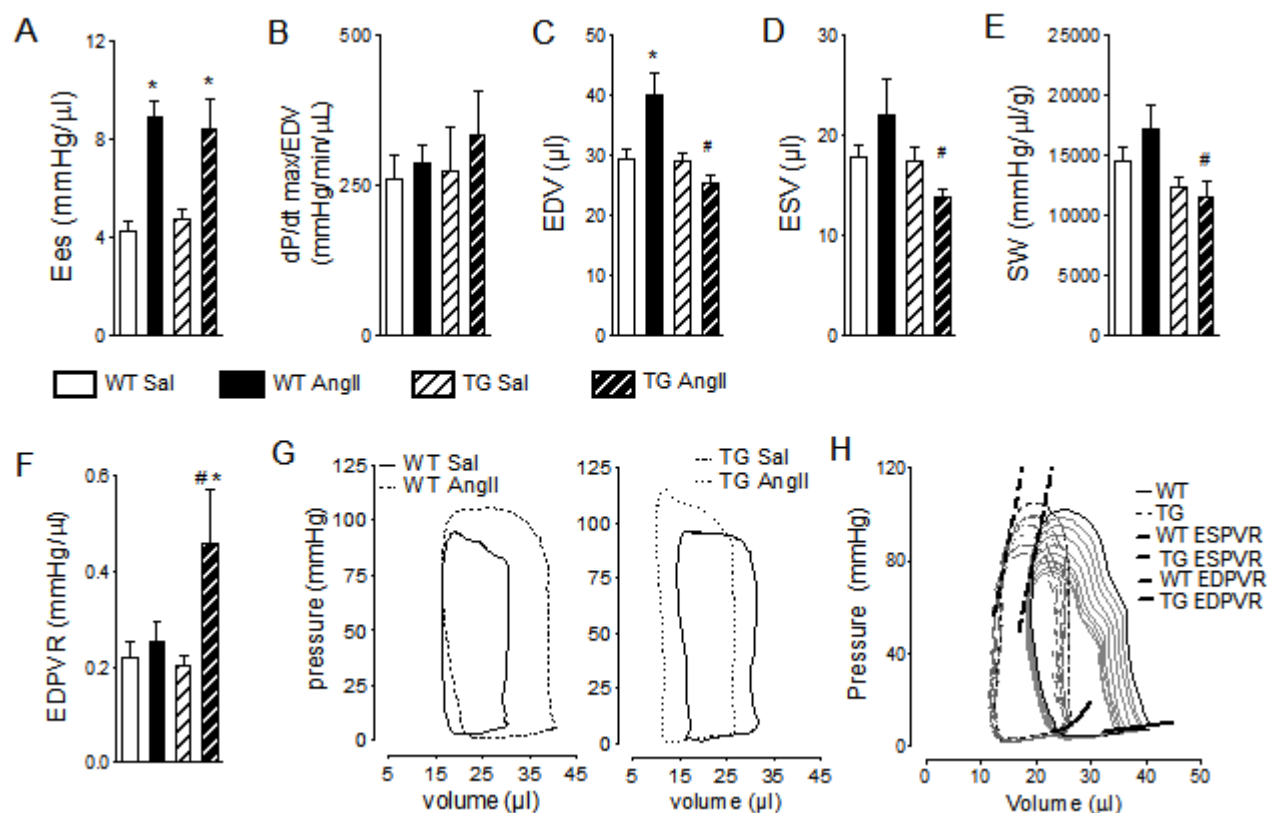 A
Ees (mmHg/µl)
12
8
4
0
*
*
B
dP/dt max/EDV
(mmHg/min/µL)
500
250
0
C
EDV (µl)
50
40
30
20
10
0
*
#
D
ESV (µl)
30
20
10
0
#
E
SW (mmHg/µl/g)
25000
20000
15000
10000
5000
0
#
WT Sal
WT AngII
TG Sal
TG AngII
F
EDPVR (mmHg/µl)
0.6
0.4
0.2
0.0
#*
G
pressure (mmHg)
125
100
75
50
25
0
WT Sal
WT AngII
5 15 25 35 45
volume (µl)
125
100
75
50
25
0
TG Sal
TG AngII
5 15 25 35 45
volume (µl)
H
Pressure (mmHg)
120
80
40
0
WT
TG
WT ESPVR
TG ESPVR
WT EDPVR
TG EDPVR
0 10 20 30 40 50
Volume (µl)